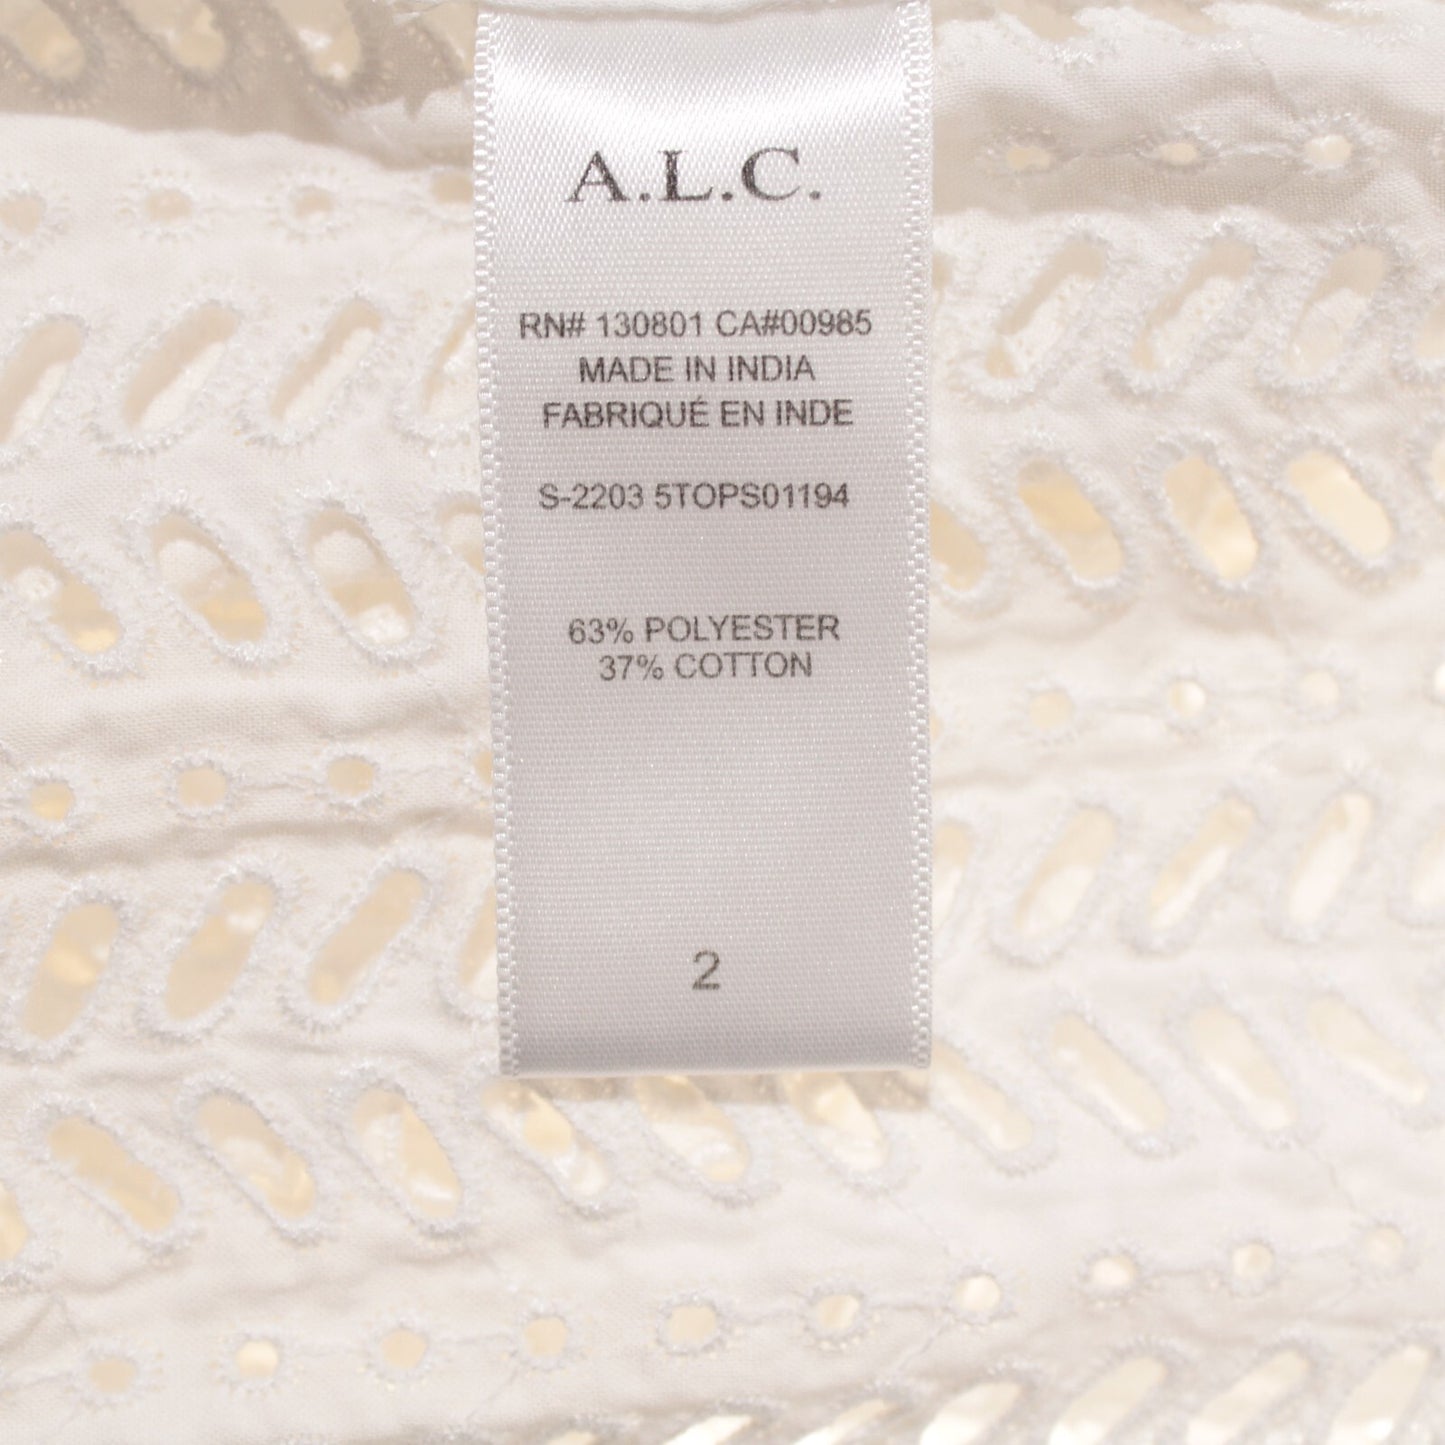 A.L.C.
RN# 130801 CA#00985
MADE IN INDIA
FABRIQUÉ EN INDE
S-2203 5TOPS01194
63% POLYESTER
37% COTTON
2